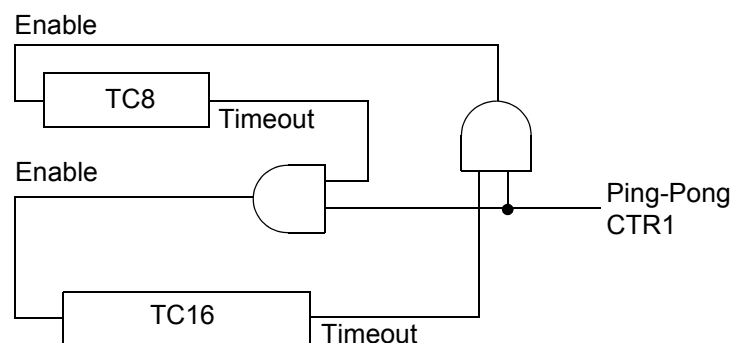 Enable
TC8
Timeout
Enable
Ping-Pong
CTR1
TC16
Timeout